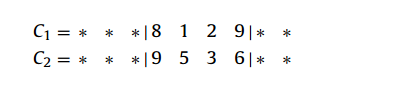 C₁ = * * *|8 1 2 9|* *
C₂ = * * *|9 5 3 6|* *